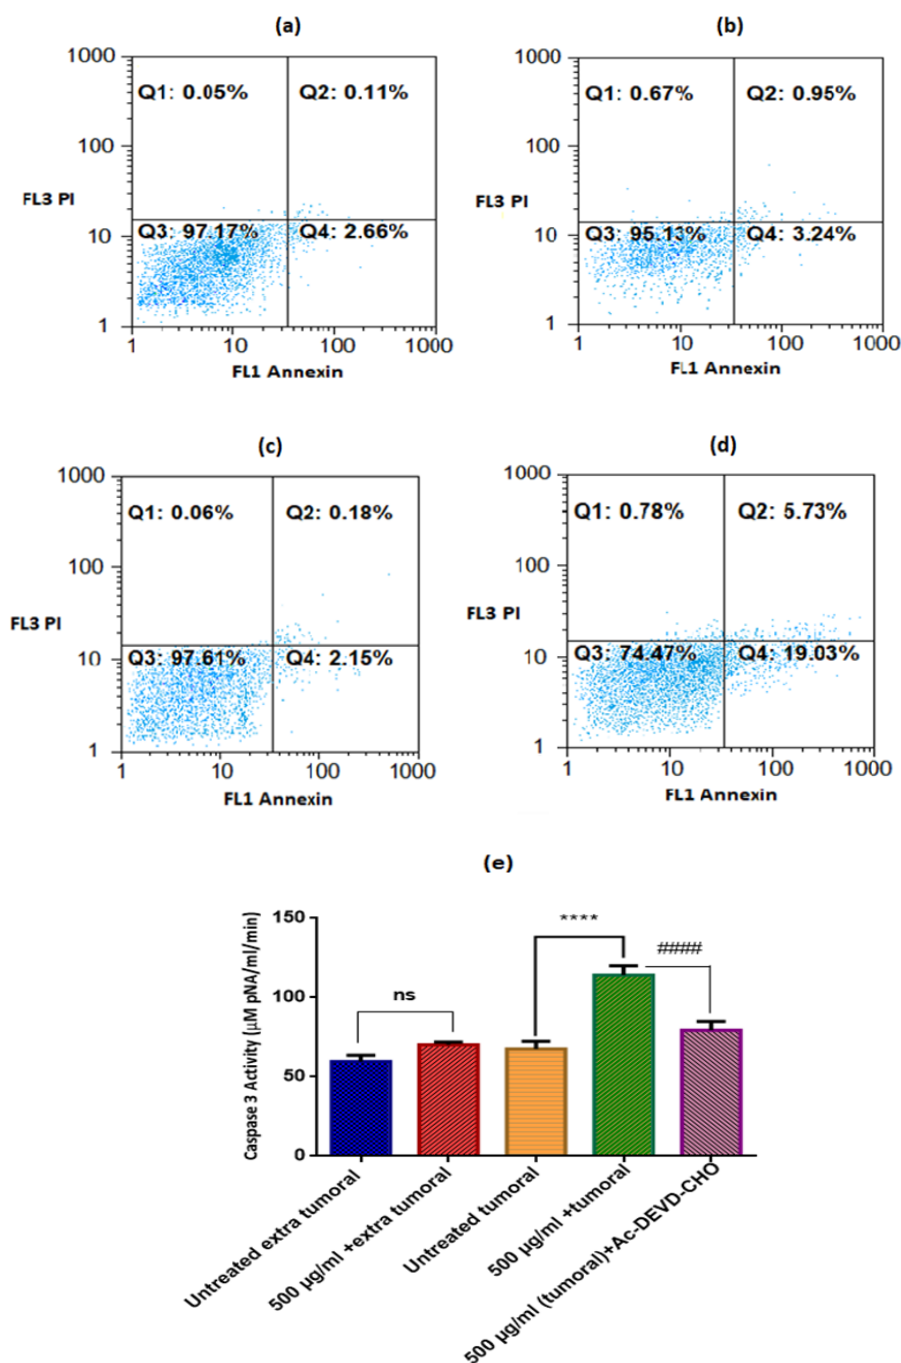 (a)
1000
Q1: 0.05%
Q2: 0.11%
100
FL3 PI
Q3: 97.17%
Q4: 2.66%
10
1
1
10
100
1000
FL1 Annexin
(b)
1000
Q1: 0.67%
Q2: 0.95%
100
FL3 PI
Q3: 95.13%
Q4: 3.24%
10
1
1
10
100
1000
FL1 Annexin
(c)
1000
Q1: 0.06%
Q2: 0.18%
100
FL3 PI
Q3: 97.61%
Q4: 2.15%
10
1
1
10
100
1000
FL1 Annexin
(d)
1000
Q1: 0.78%
Q2: 5.73%
100
FL3 PI
Q3: 74.47%
Q4: 19.03%
10
1
1
10
100
1000
FL1 Annexin
(e)
Caspase 3 Activity (µM pNA/ml/min)
150
100
50
0
ns
****
####
Untreated extra tumoral
500 µg/ml +extra tumoral
Untreated tumoral
500 µg/ml +tumoral
500 µg/ml (tumoral)+Ac-DEVD-CHO